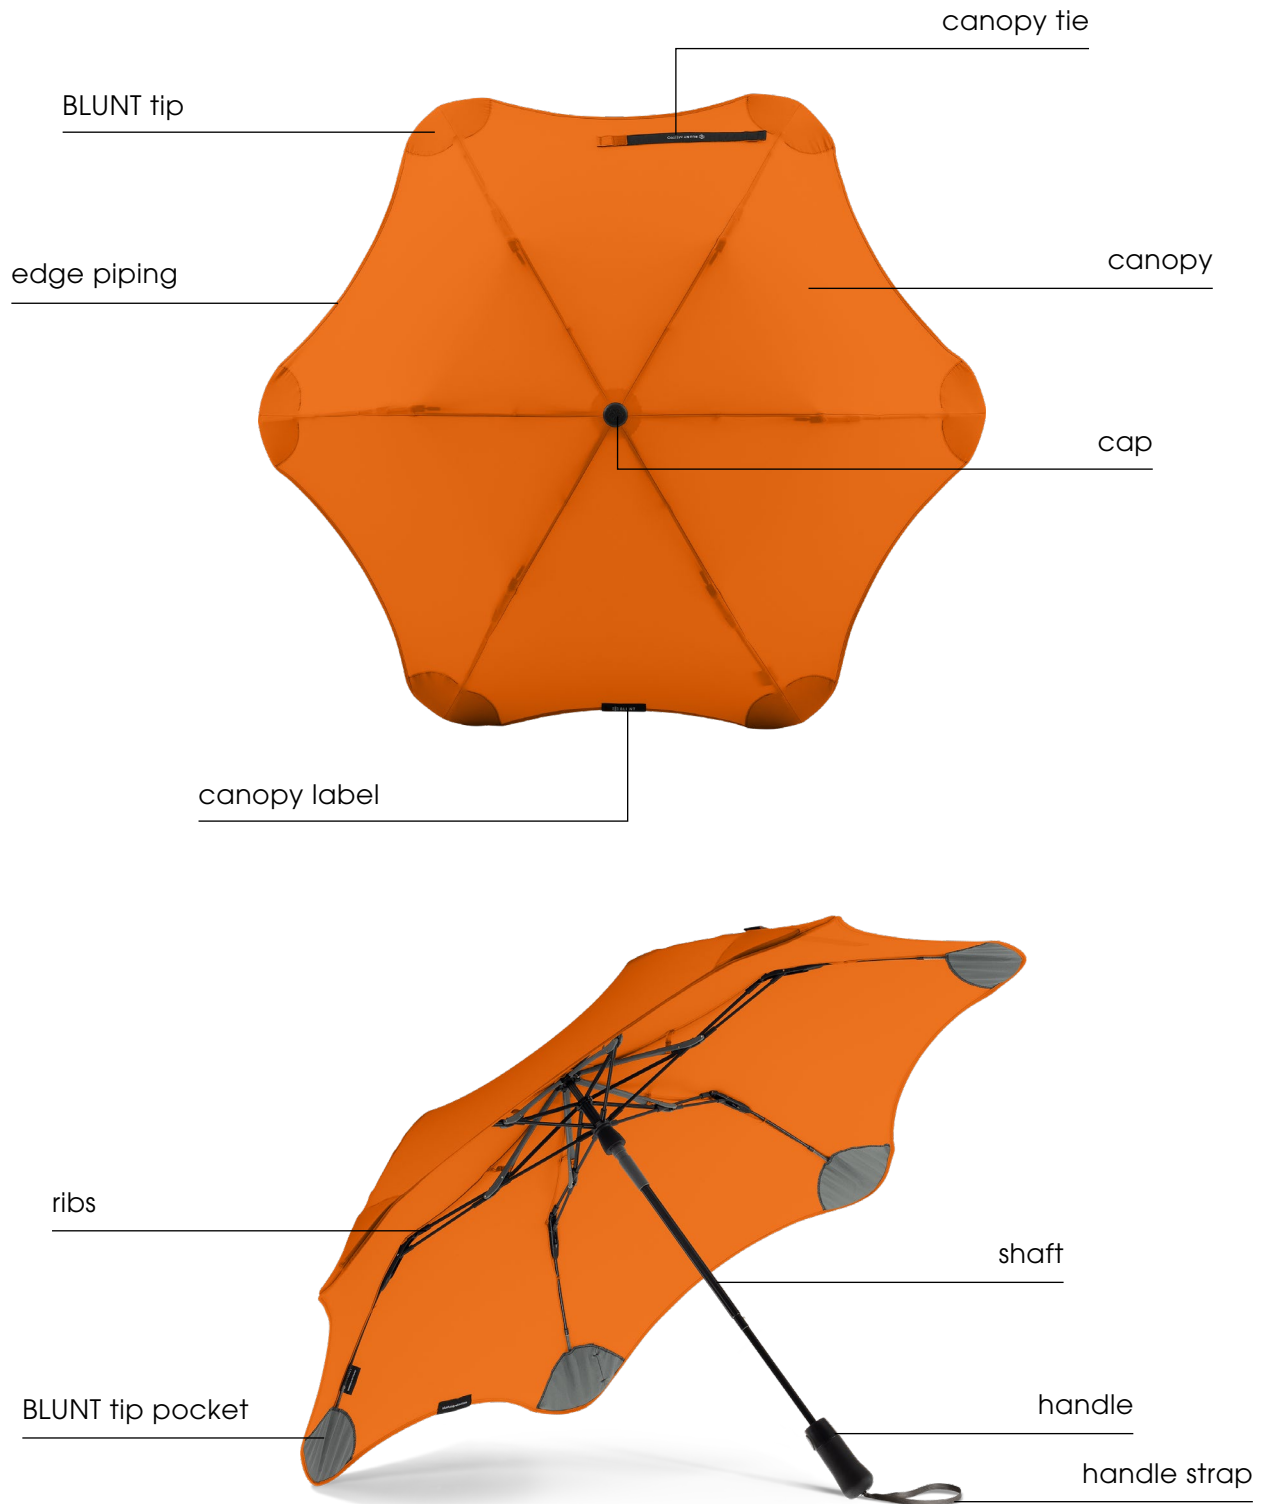 canopy tie
BLUNT tip
canopy
edge piping
cap
canopy label
ribs
shaft
handle
BLUNT tip pocket
handle strap